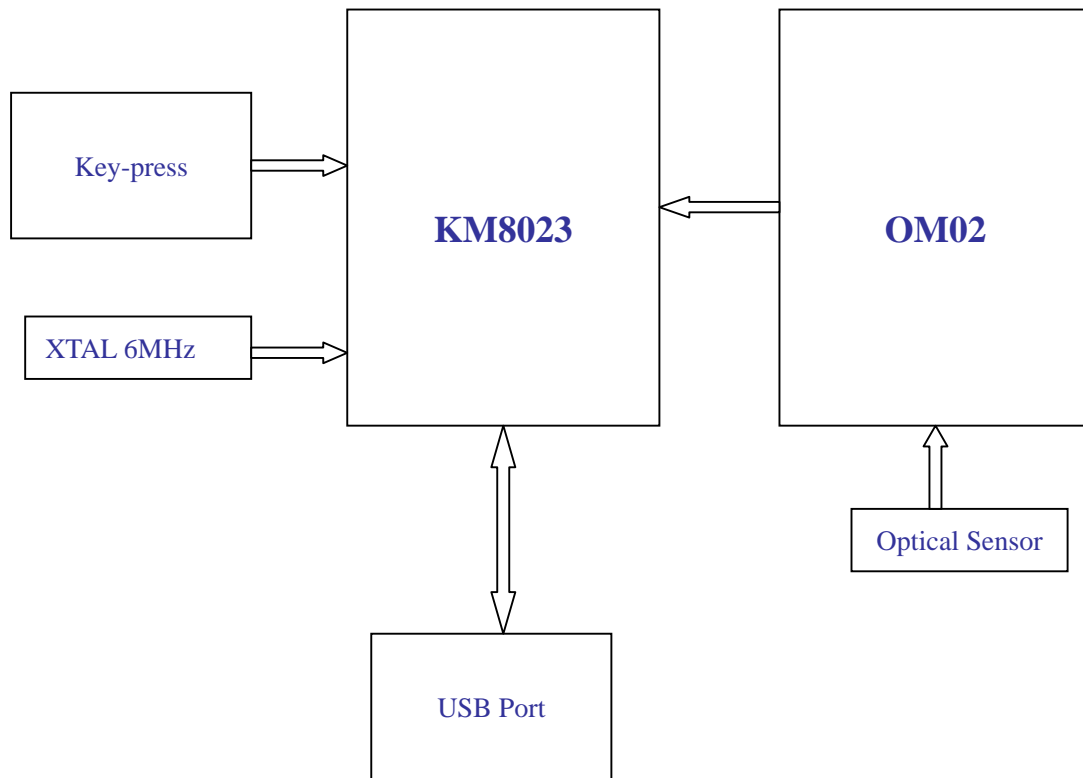 Key-press
KM8023
OM02
XTAL 6MHz
Optical Sensor
USB Port